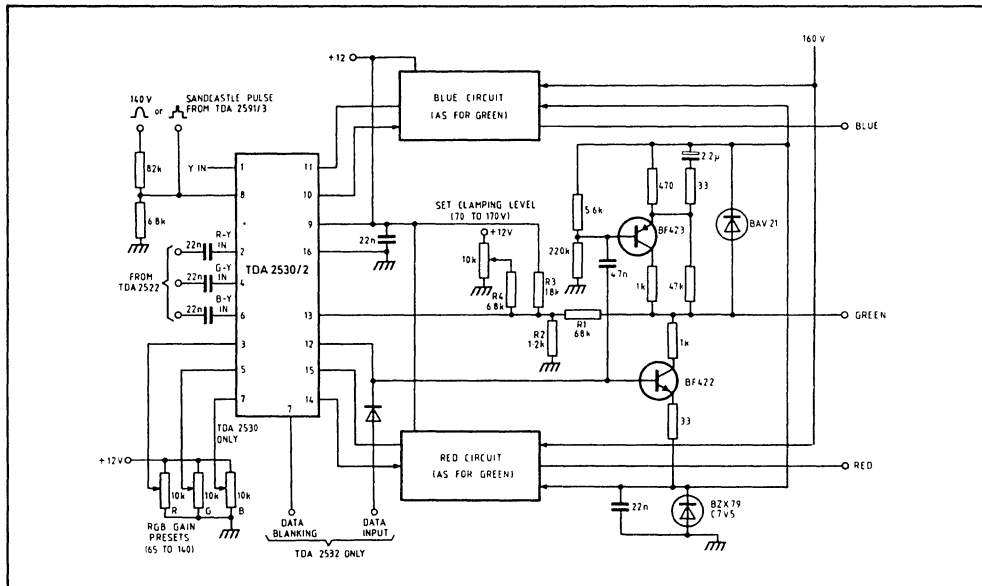 160 V
+12
BLUE CIRCUIT
(AS FOR GREEN)
BLUE
140 V or SANDCASTLE PULSE
FROM TDA 2591/3
82k
6.8k
Y IN
1
8
2
4
6
3
5
7
11
10
9
16
13
12
15
14
7
TDA 2530/2
22n
R-Y
IN
22n
G-Y
IN
22n
B-Y
IN
FROM
TDA 2522
TDA 2530
ONLY
+12V
10k
R
10k
G
10k
B
RGB GAIN
PRESETS
(65 TO 140)
DATA
BLANKING
DATA
INPUT
TDA 2532 ONLY
22n
SET CLAMPING LEVEL
(70 TO 170V)
+12V
10k
R4
68k
R3
18k
R2
1.2k
R1
68k
5.6k
220k
47n
470
2.2µ
33
BF423
1k
47k
BAV 21
GREEN
1k
BF422
33
RED CIRCUIT
(AS FOR GREEN)
RED
22n
BZX79
C7V5